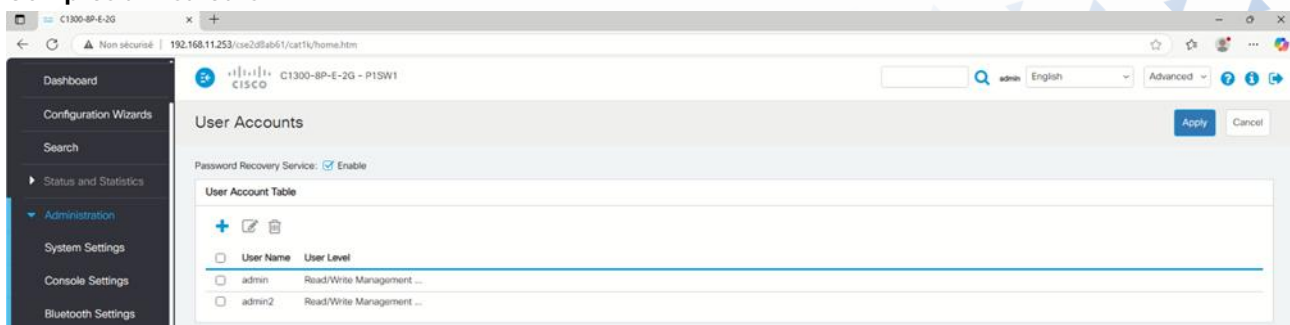 C1300-8P-E-2G
Non sécurisé 192.168.11.253/cse2d8ab61/cat1k/home.htm
Dashboard
Configuration Wizards
Search
Status and Statistics
Administration
System Settings
Console Settings
Bluetooth Settings
CISCO C1300-8P-E-2G - P1SW1
admin English Advanced
User Accounts
Apply Cancel
Password Recovery Service: Enable
User Account Table
User Name User Level
admin Read/Write Management ...
admin2 Read/Write Management ...